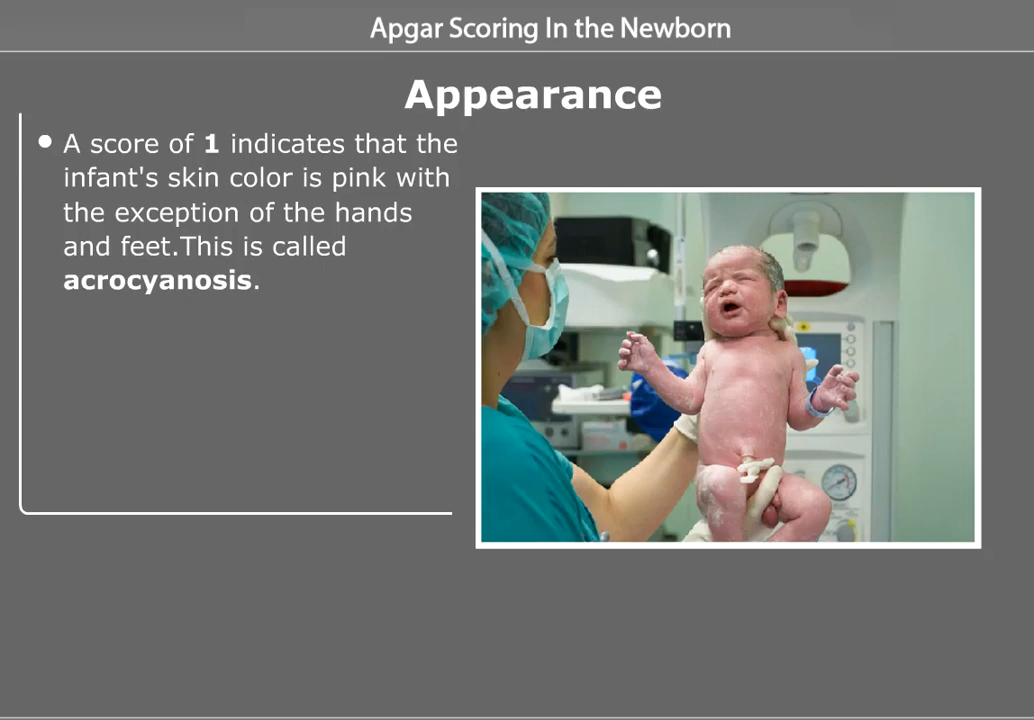 Apgar Scoring In the Newborn
Appearance
● A score of 1 indicates that the
infant's skin color is pink with
the exception of the hands
and feet.This is called
acrocyanosis.